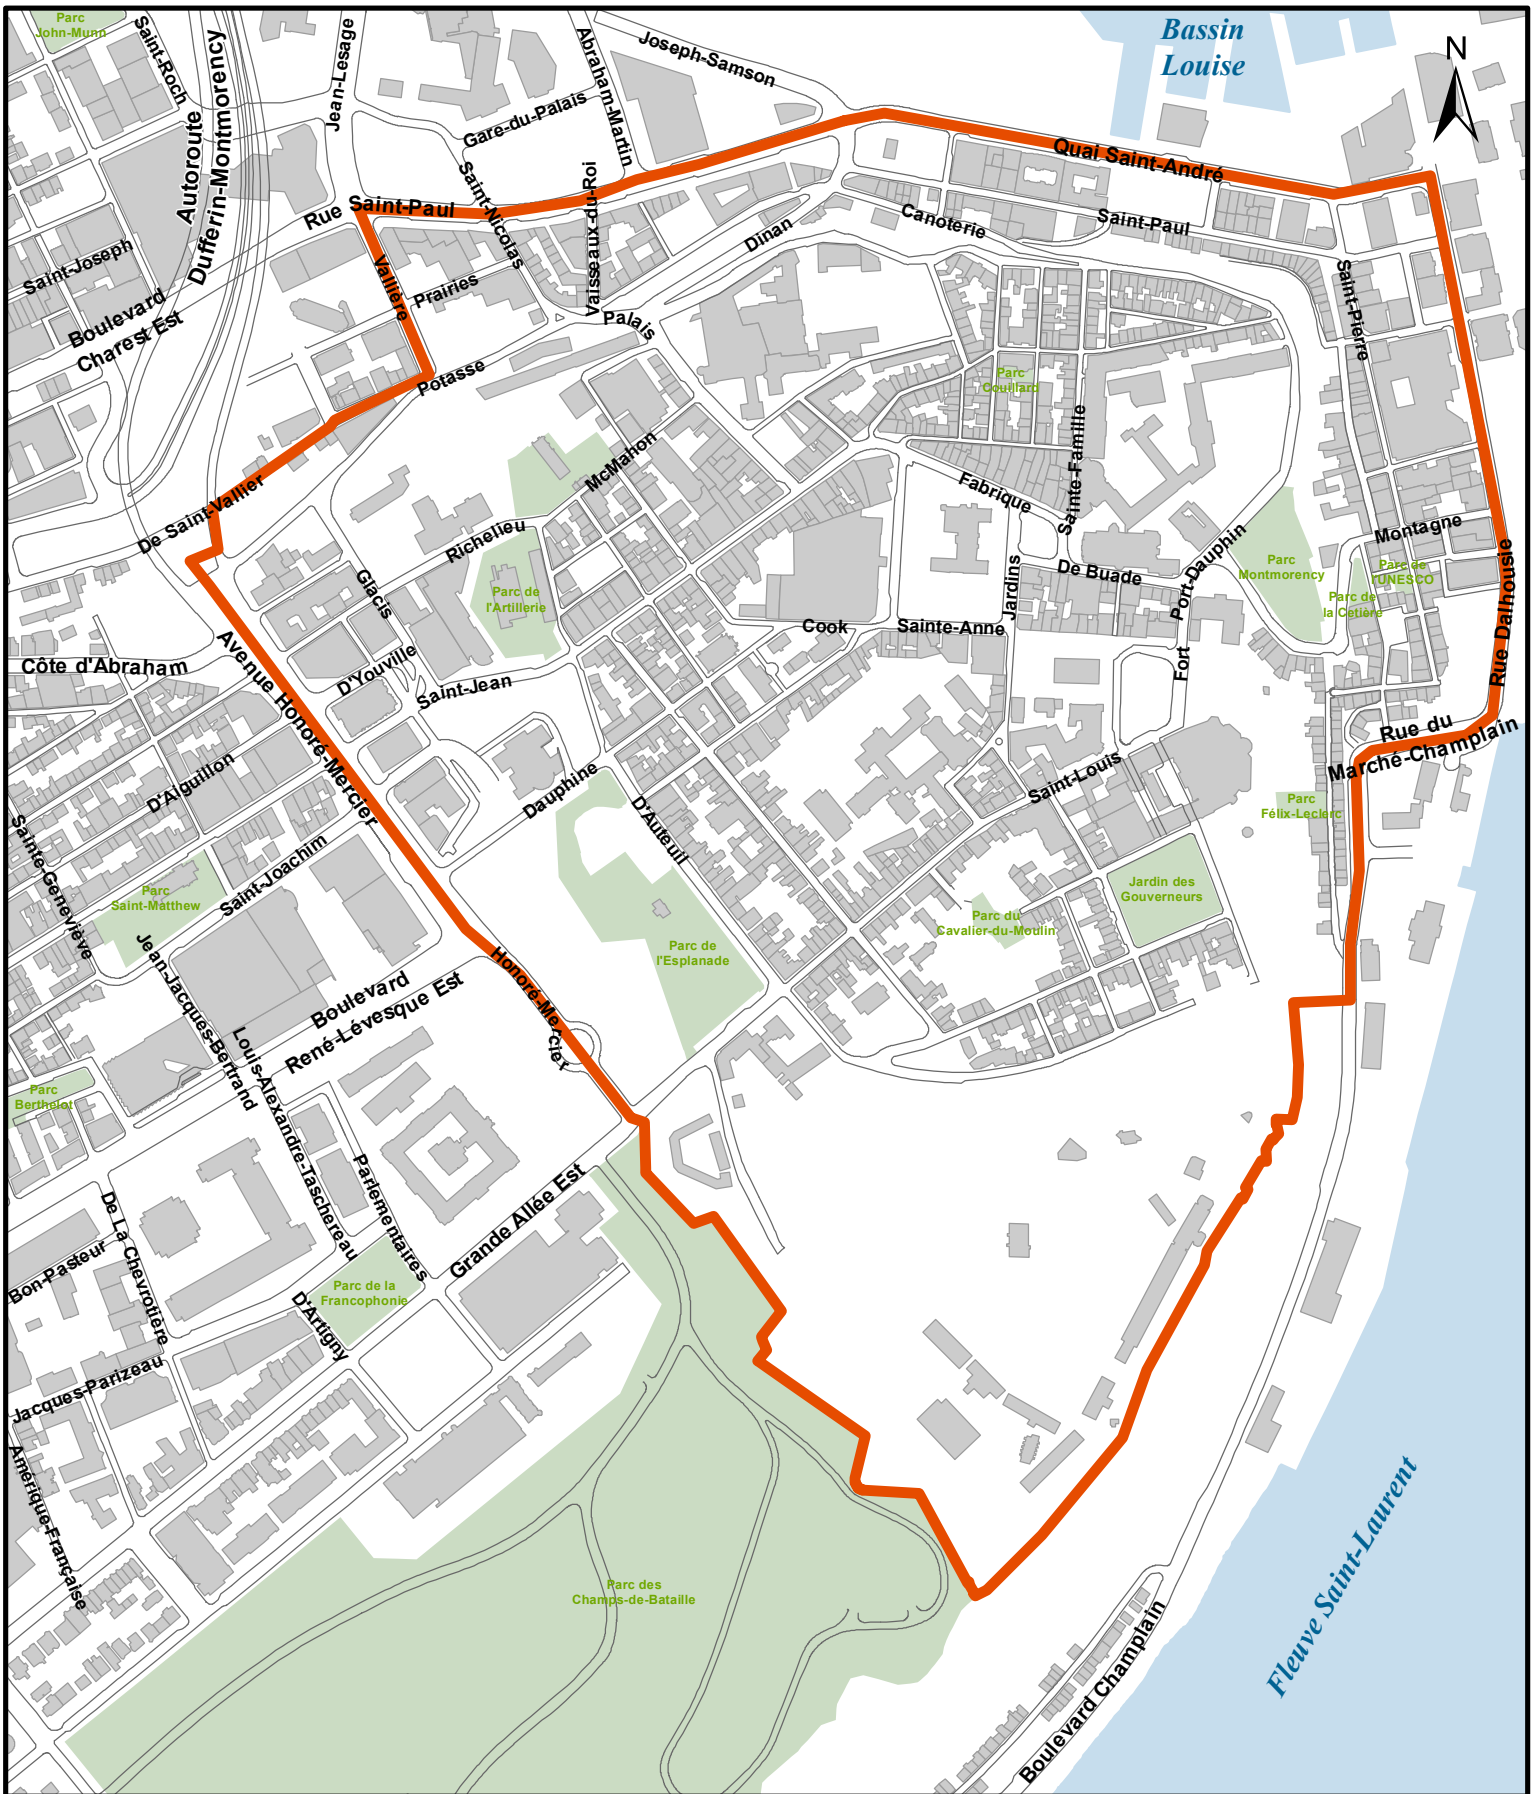 Parc
John-Munn
Saint-Roch
Autoroute
Dufferin-Montmorency
Jean-Lesage
Abraham-Martin
Joseph-Samson
Gare-du-Palais
Bassin
Louise
N
Quai Saint-André
Rue Saint-Paul
Saint-Nicolas
Vaisseaux-du-Roi
Vallière
Prairies
Saint-Joseph
Boulevard
Charest Est
Dinan
Canoterie
Saint-Paul
Saint-Pierre
Palais
Potasse
Parc
Couillard
Sainte-Famille
McMahon
De Saint-Vallier
Richelieu
Fabrique
Glacis
Parc de
l'Artillerie
Jardins
De Buade
Port-Dauphin
Parc
Montmorency
Montagne
Parc de
l'UNESCO
Parc de
la Cetière
Rue Dalhousie
Côte d'Abraham
Avenue Honoré-Mercier
D'Youville
Saint-Jean
Cook
Sainte-Anne
Fort
Rue du
Marché-Champlain
D'Aiguillon
Dauphine
D'Auteuil
Saint-Louis
Parc
Félix-Leclerc
Sainte-Geneviève
Saint-Joachim
Parc
Saint-Matthew
Jardin des
Gouverneurs
Parc du
Cavalier-du-Moulin
Parc de
l'Esplanade
Honoré-Mercier
Jean-Jacques-Bertrand
Boulevard
René-Lévesque Est
Louis-Alexandre-Taschereau
Parc
Berthelot
Parlementaires
Grande Allée Est
De La Chevrotière
Bon-Pasteur
Parc de la
Francophonie
D'Artigny
Jacques-Parizeau
Amérique-Française
Parc des
Champs-de-Bataille
Fleuve Saint-Laurent
Boulevard Champlain